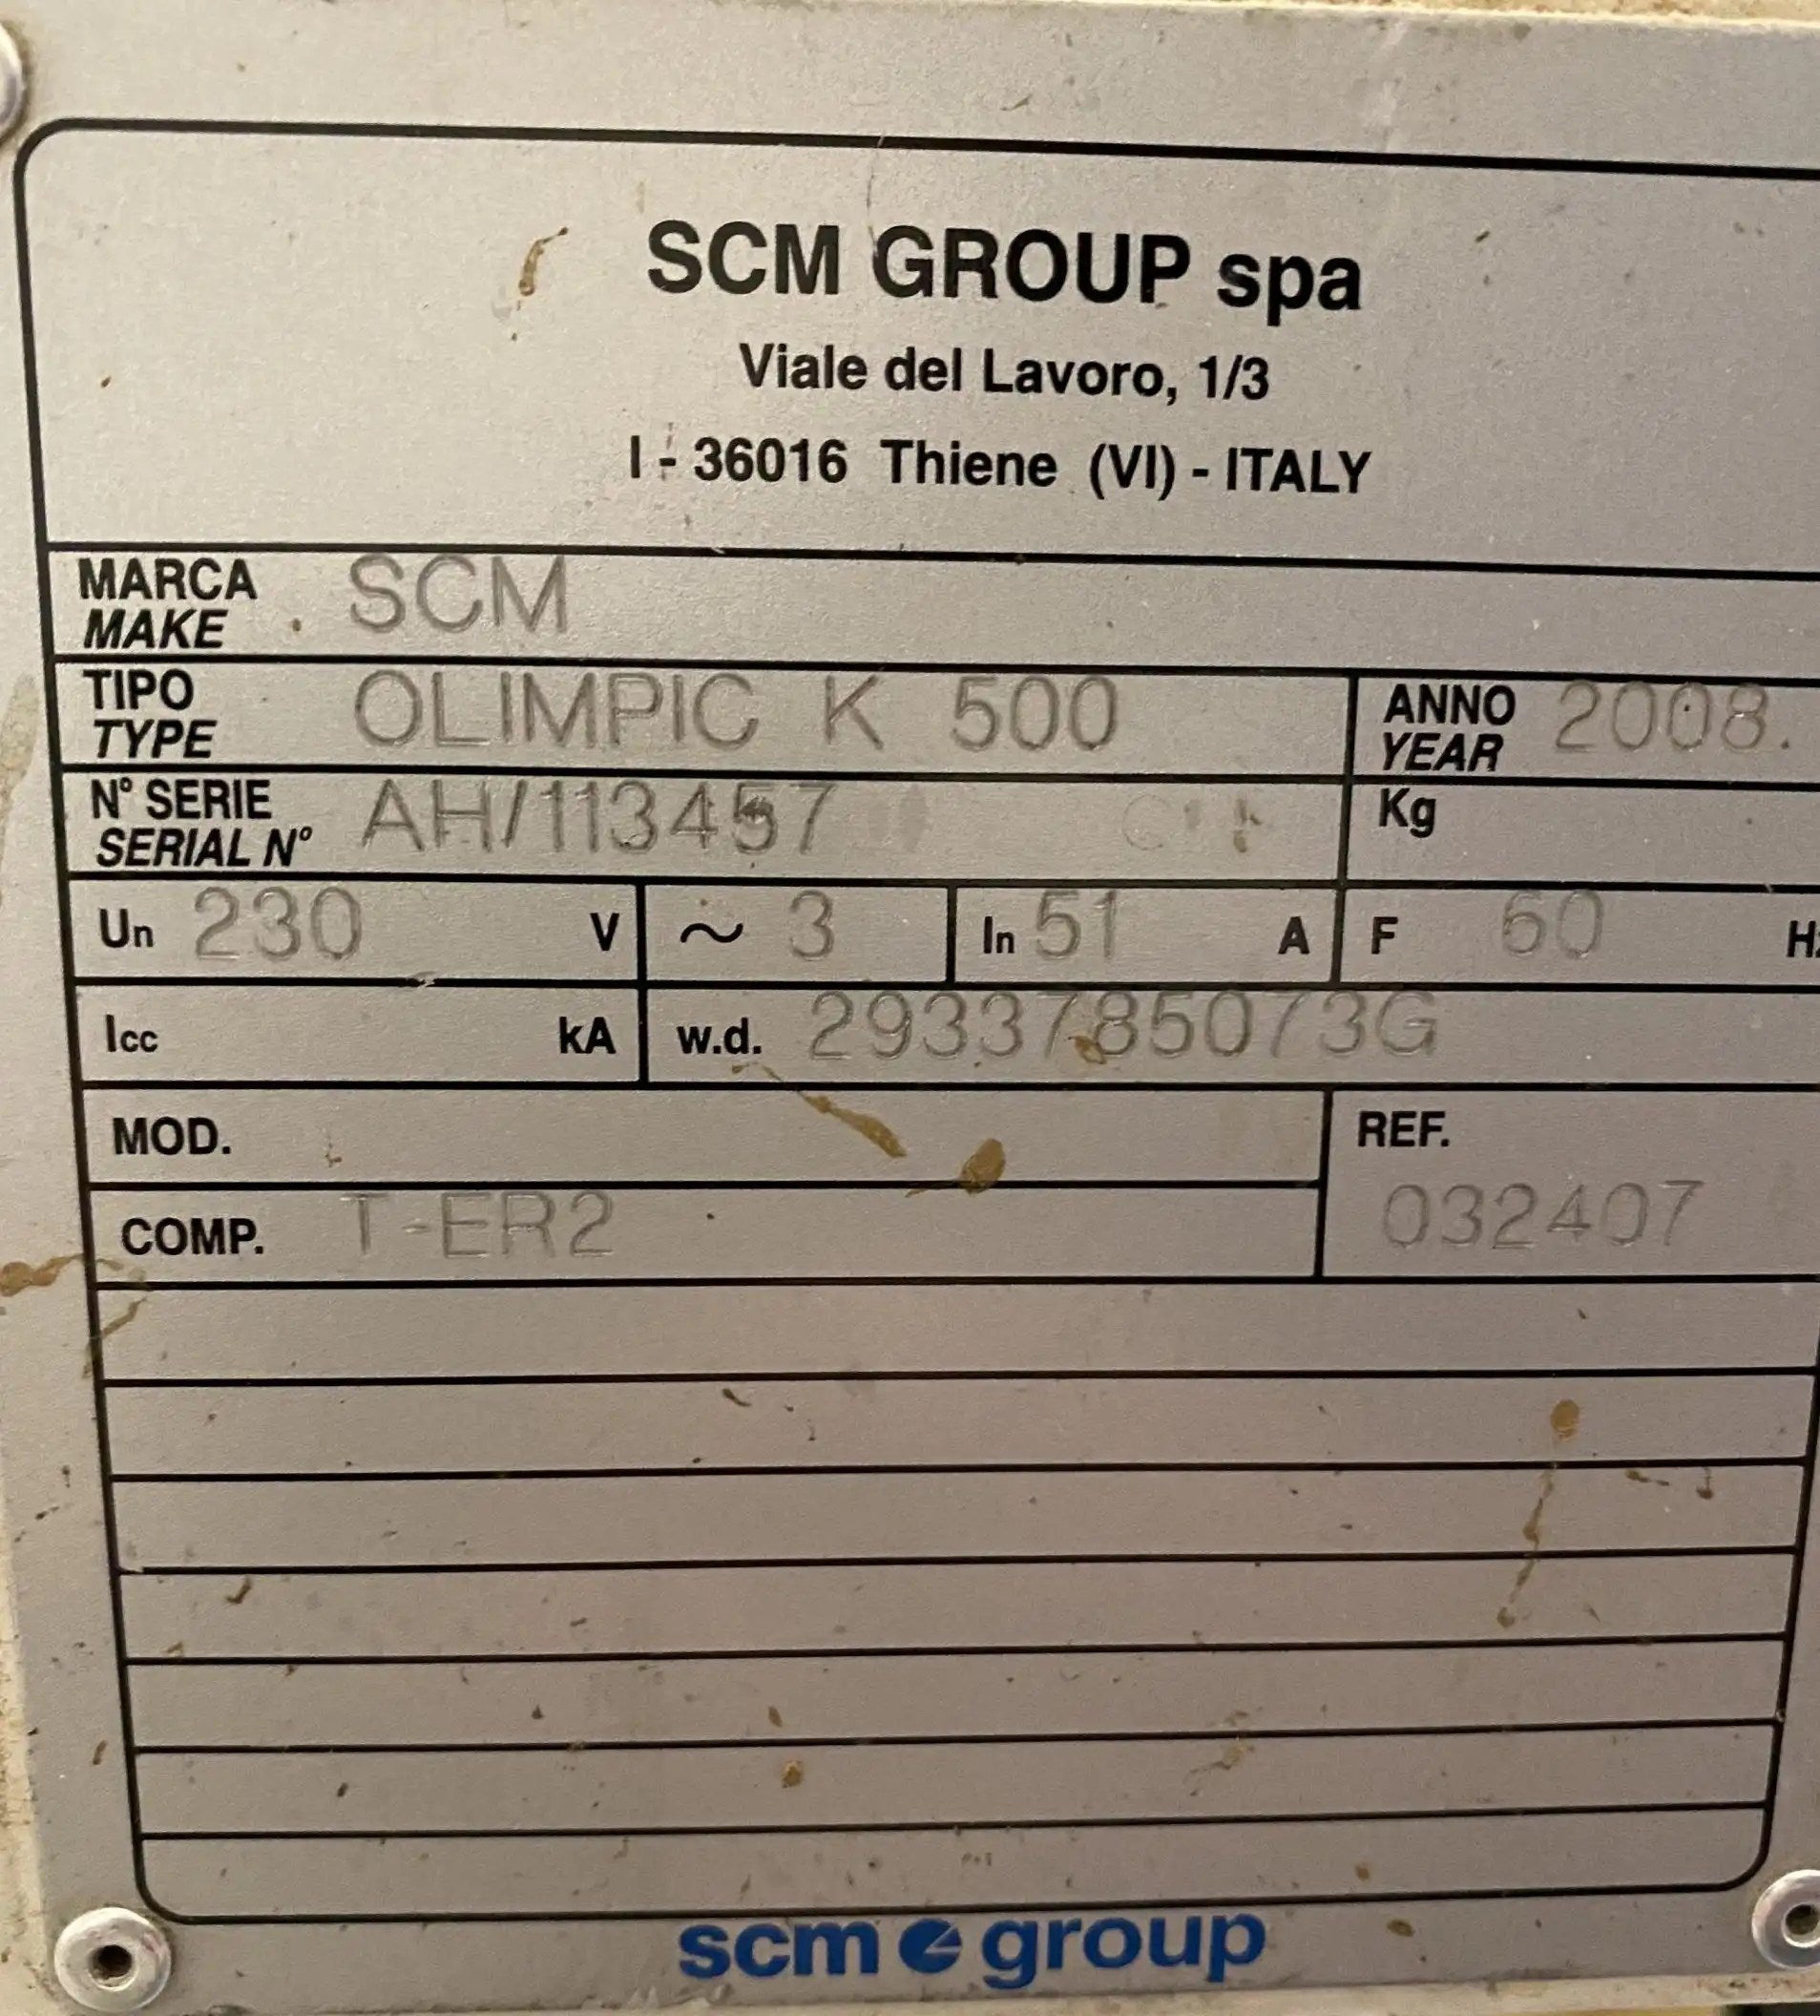 SCM GROUP spa
Viale del Lavoro, 1/3
I - 36016 Thiene (VI) - ITALY
MARCA SCM
MAKE
TIPO OLIMPIC K 500 ANNO 2008.
TYPE YEAR
N° SERIE AH/113457 Kg
SERIAL N°
Un 230 V ~ 3 In 51 A F 60 Hz
Icc kA w.d. 2933785073G
MOD. REF.
COMP. T-ER2 032407
scm group